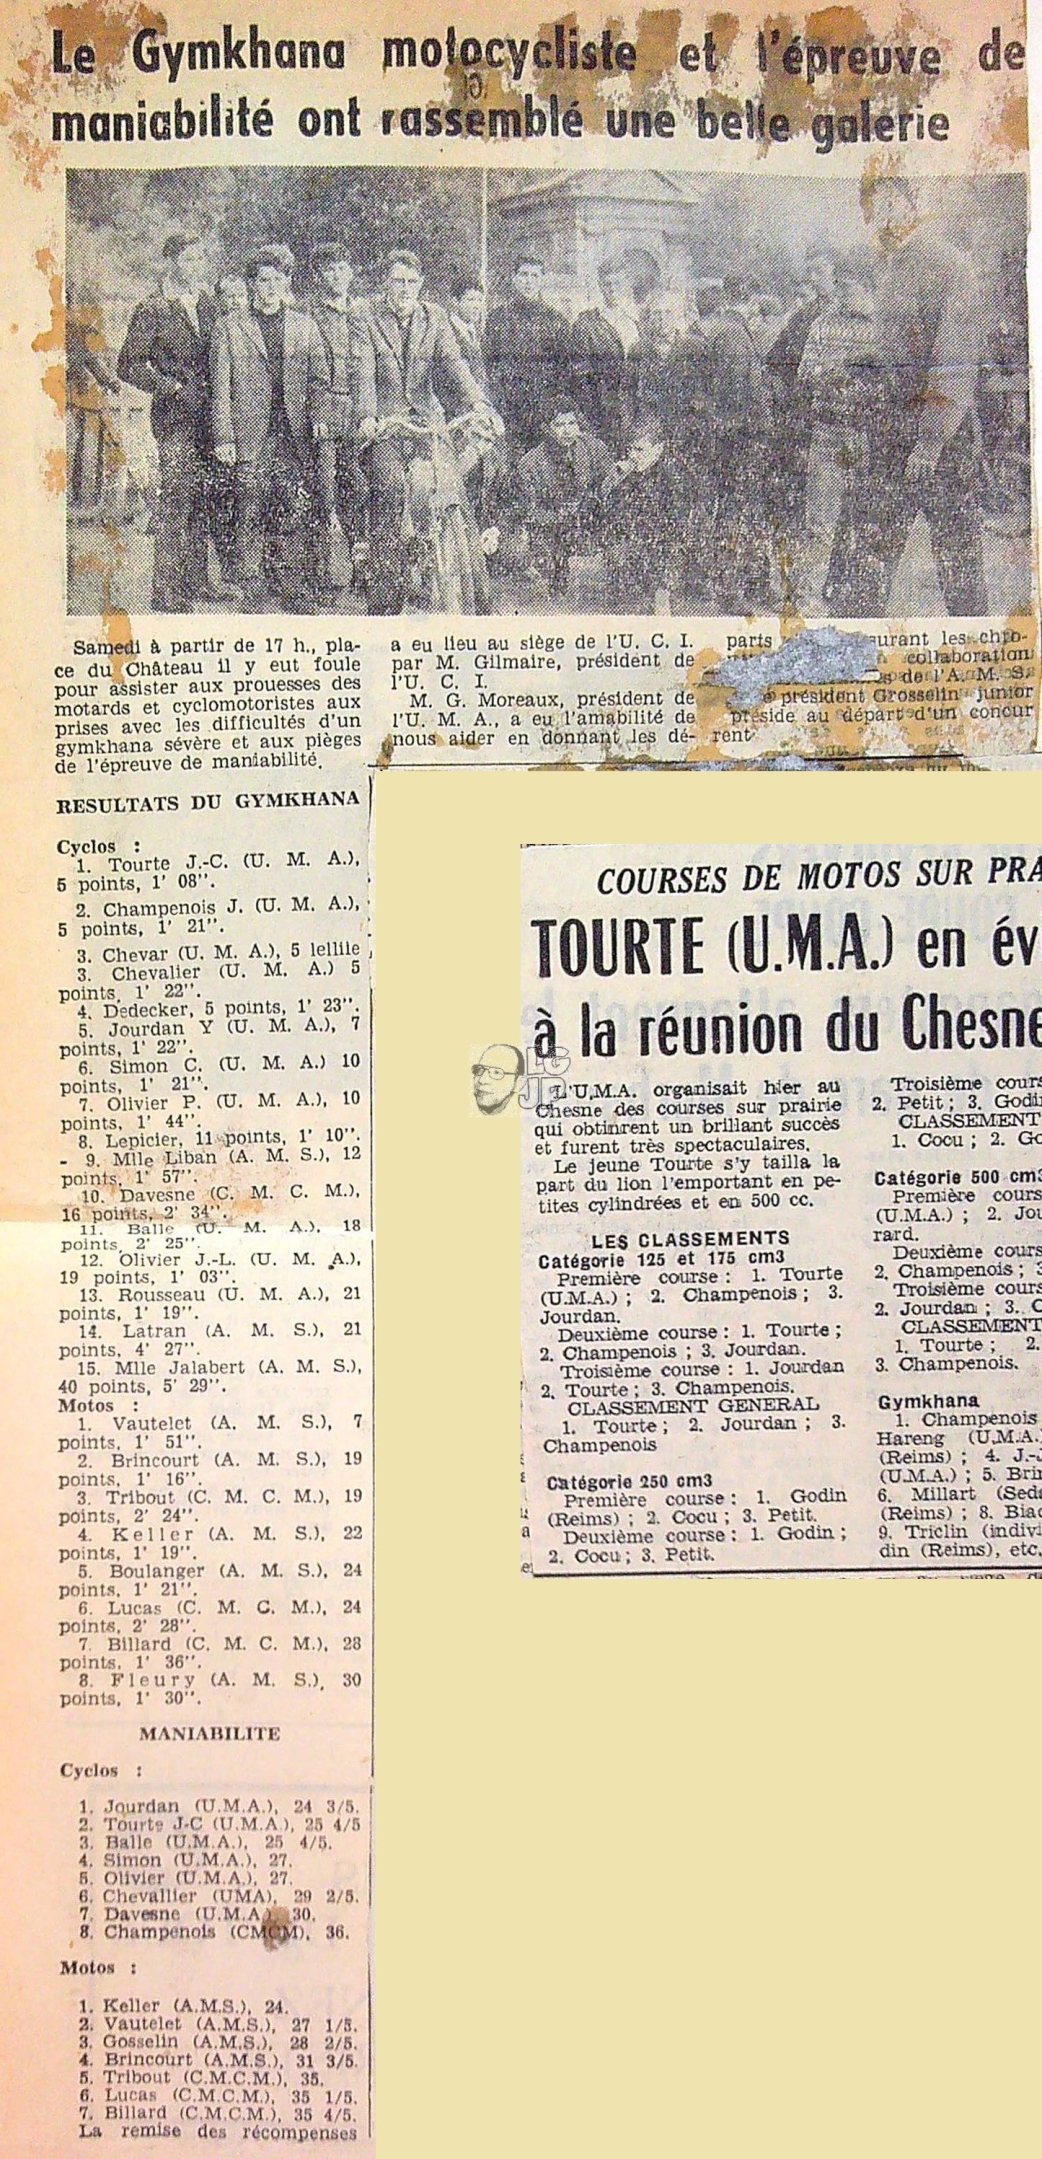 Le Gymkhana motocycliste et l'épreuve de
maniabilité ont rassemblé une belle galerie
Samedi à partir de 17 h., pla-
ce du Château il y eut foule
pour assister aux prouesses des
motards et cyclomotoristes aux
prises avec les difficultés d'un
gymkhana sévère et aux pièges
de l'épreuve de maniabilité.
RESULTATS DU GYMKHANA
Cyclos :
1. Tourte J.-C. (U. M. A.),
5 points, 1' 08''.
2. Champenois J. (U. M. A.),
5 points, 1' 21''.
3. Chevar (U. M. A.), 5 lellile
3. Chevalier (U. M. A.) 5
points, 1' 22''.
4. Dedecker, 5 points, 1' 23''.
5. Jourdan Y (U. M. A.), 7
points, 1' 22''.
6. Simon C. (U. M. A.) 10
points, 1' 21''.
7. Olivier P. (U. M. A.), 10
points, 1' 44''.
8. Lepicier, 11 points, 1' 10''.
- 9. Mlle Liban (A. M. S.), 12
points, 1' 57''.
10. Davesne (C. M. C. M.),
16 points, 2' 34''.
11. Balle (U. M. A.), 18
points, 2' 25''.
12. Olivier J.-L. (U. M. A.),
19 points, 1' 03''.
13. Rousseau (U. M. A.), 21
points, 1' 19''.
14. Latran (A. M. S.), 21
points, 4' 27''.
15. Mlle Jalabert (A. M. S.),
40 points, 5' 29''.
Motos :
1. Vautelet (A. M. S.), 7
points, 1' 51''.
2. Brincourt (A. M. S.), 19
points, 1' 16''.
3. Tribout (C. M. C. M.), 19
points, 2' 24''.
4. Keller (A. M. S.), 22
points, 1' 19''.
5. Boulanger (A. M. S.), 24
points, 1' 21''.
6. Lucas (C. M. C. M.), 24
points, 2' 28''.
7. Billard (C. M. C. M.), 28
points, 1' 36''.
8. Fleury (A. M. S.), 30
points, 1' 30''.
MANIABILITE
Cyclos :
1. Jourdan (U.M.A.), 24 3/5.
2. Tourte J-C (U.M.A.), 25 4/5
3. Balle (U.M.A.), 25 4/5.
4. Simon (U.M.A.), 27.
5. Olivier (U.M.A.), 27.
6. Chevallier (UMA), 29 2/5.
7. Davesne (U.M.A.), 30.
8. Champenois (CMCM), 36.
Motos :
1. Keller (A.M.S.), 24.
2. Vautelet (A.M.S.), 27 1/5.
3. Gosselin (A.M.S.), 28 2/5.
4. Brincourt (A.M.S.), 31 3/5.
5. Tribout (C.M.C.M.), 35.
6. Lucas (C.M.C.M.), 35 1/5.
7. Billard (C.M.C.M.), 35 4/5.
La remise des récompenses
a eu lieu au siège de l'U. C. I.
par M. Gilmaire, président de
l'U. C. I.
M. G. Moreaux, président de
l'U. M. A., a eu l'amabilité de
nous aider en donnant les dé-
parts surant les chro-
collaboration
de l'A. M. S.
président Grosselin junior
préside au départ d'un concur
rent
COURSES DE MOTOS SUR PRA
TOURTE (U.M.A.) en év
à la réunion du Chesne
LG
JP
L'U.M.A. organisait hier au
Chesne des courses sur prairie
qui obtinrent un brillant succès
et furent très spectaculaires.
Le jeune Tourte s'y tailla la
part du lion l'emportant en pe-
tites cylindrées et en 500 cc.
LES CLASSEMENTS
Catégorie 125 et 175 cm3
Première course : 1. Tourte
(U.M.A.) ; 2. Champenois ; 3.
Jourdan.
Deuxième course : 1. Tourte ;
2. Champenois ; 3. Jourdan.
Troisième course : 1. Jourdan
2. Tourte ; 3. Champenois.
CLASSEMENT GENERAL
1. Tourte ; 2. Jourdan ; 3.
Champenois
Catégorie 250 cm3
Première course : 1. Godin
(Reims) ; 2. Cocu ; 3. Petit.
Deuxième course : 1. Godin ;
2. Cocu ; 3. Petit.
Troisième cours
2. Petit ; 3. Godin
CLASSEMENT
1. Cocu ; 2. Go
Catégorie 500 cm3
Première cours
(U.M.A.) ; 2. Jou
rard.
Deuxième cours
2. Champenois ; 3
Troisième cours
2. Jourdan ; 3. C
CLASSEMENT
1. Tourte ; 2.
3. Champenois.
Gymkhana
1. Champenois
Hareng (U.M.A.)
(Reims) ; 4. J.-J
(U.M.A.) ; 5. Brin
6. Millart (Seda
(Reims) ; 8. Biac
9. Triclin (indivi
din (Reims), etc.